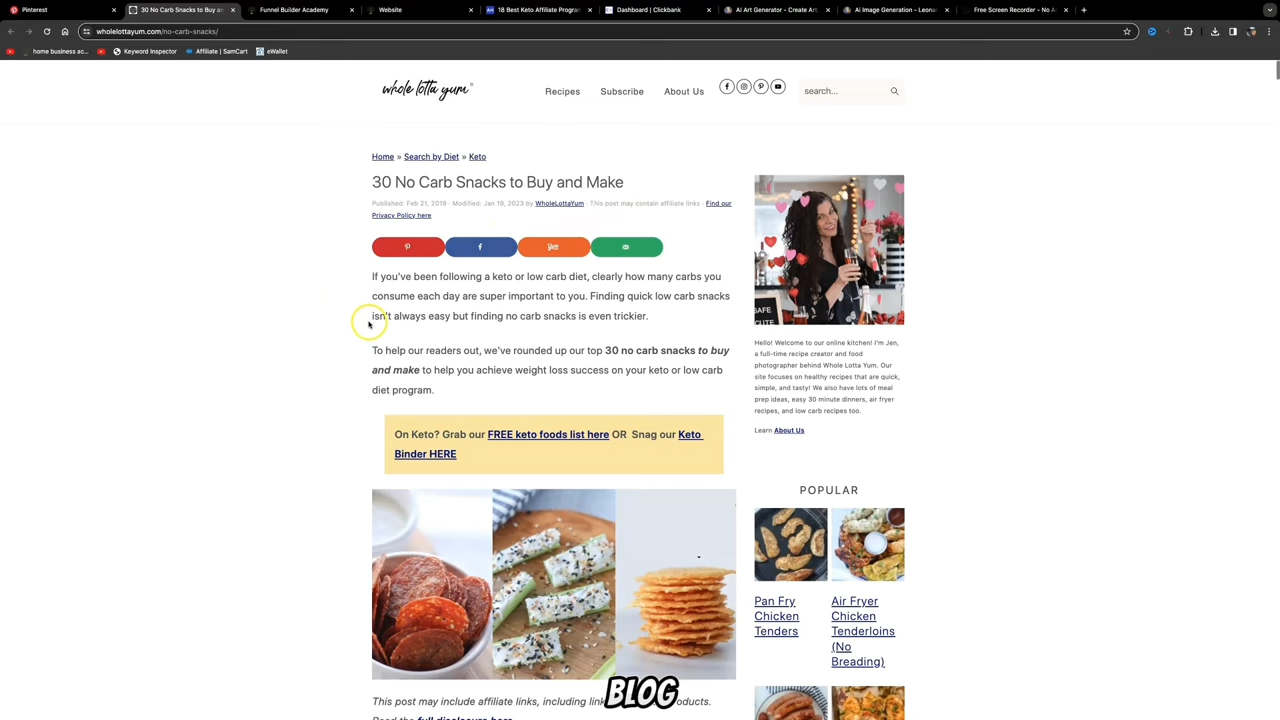 Pinterest
30 No Carb Snacks to Buy an
Funnel Builder Academy
Website
18 Best Keto Affiliate Progra
Dashboard | Clickbank
AI Art Generator - Create Art,
AI Image Generation - Leona
Free Screen Recorder - No A
wholelottayum.com/no-carb-snacks/
home business ac...
Keyword Inspector
Affiliate | SamCart
eWallet
whole lotta yum
Recipes
Subscribe
About Us
search...
Home » Search by Diet » Keto
30 No Carb Snacks to Buy and Make
Published: Feb 21, 2019 · Modified: Jan 19, 2023 by WholeLottaYum · This post may contain affiliate links · Find our
Privacy Policy here
If you've been following a keto or low carb diet, clearly how many carbs you
consume each day are super important to you. Finding quick low carb snacks
isn't always easy but finding no carb snacks is even trickier.
To help our readers out, we've rounded up our top 30 no carb snacks to buy
and make to help you achieve weight loss success on your keto or low carb
diet program.
On Keto? Grab our FREE keto foods list here OR Snag our Keto
Binder HERE
This post may include affiliate links, including
Read the full disclosure here
BLOG
SAFE
CUTE
Hello! Welcome to our online kitchen! I'm Jen,
a full-time recipe creator and food
photographer behind Whole Lotta Yum. Our
site focuses on healthy recipes that are quick,
simple, and tasty! We also have lots of meal
prep ideas, easy 30 minute dinners, air fryer
recipes, and low carb recipes too.
Learn About Us
POPULAR
Pan Fry
Chicken
Tenders
Air Fryer
Chicken
Tenderloins
(No
Breading)